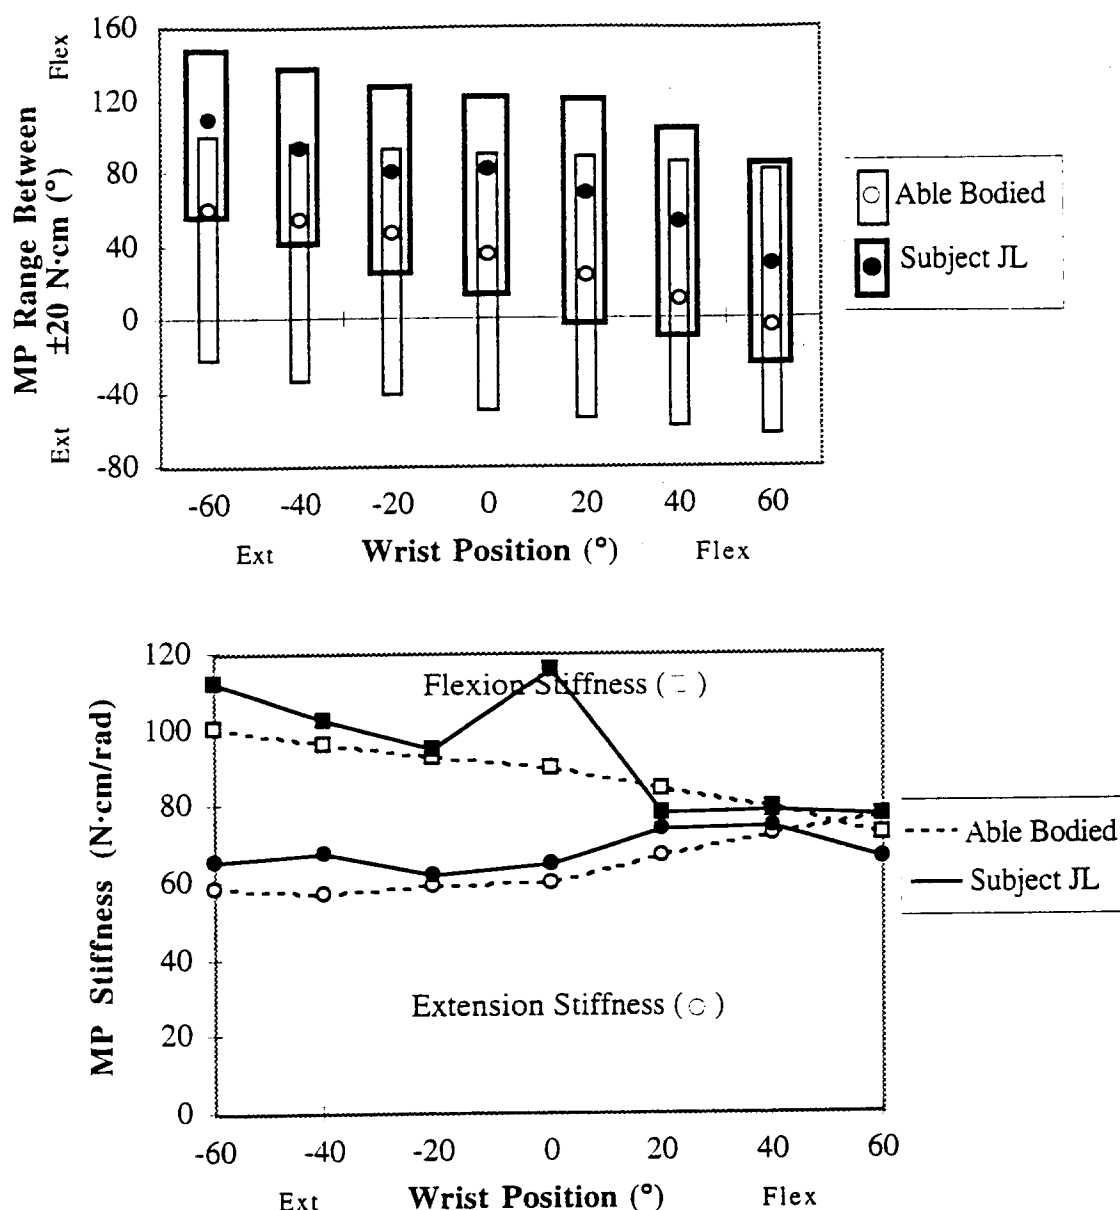 160
120
80
40
0
-40
-80
MP Range Between
±20 N·cm (°)
Flex
Ext
-60 -40 -20 0 20 40 60
Ext Wrist Position (°) Flex
Able Bodied
Subject JL
120
100
80
60
40
20
0
MP Stiffness (N·cm/rad)
Flexion Stiffness (□)
Extension Stiffness (○)
-60 -40 -20 0 20 40 60
Ext Wrist Position (°) Flex
Able Bodied
Subject JL